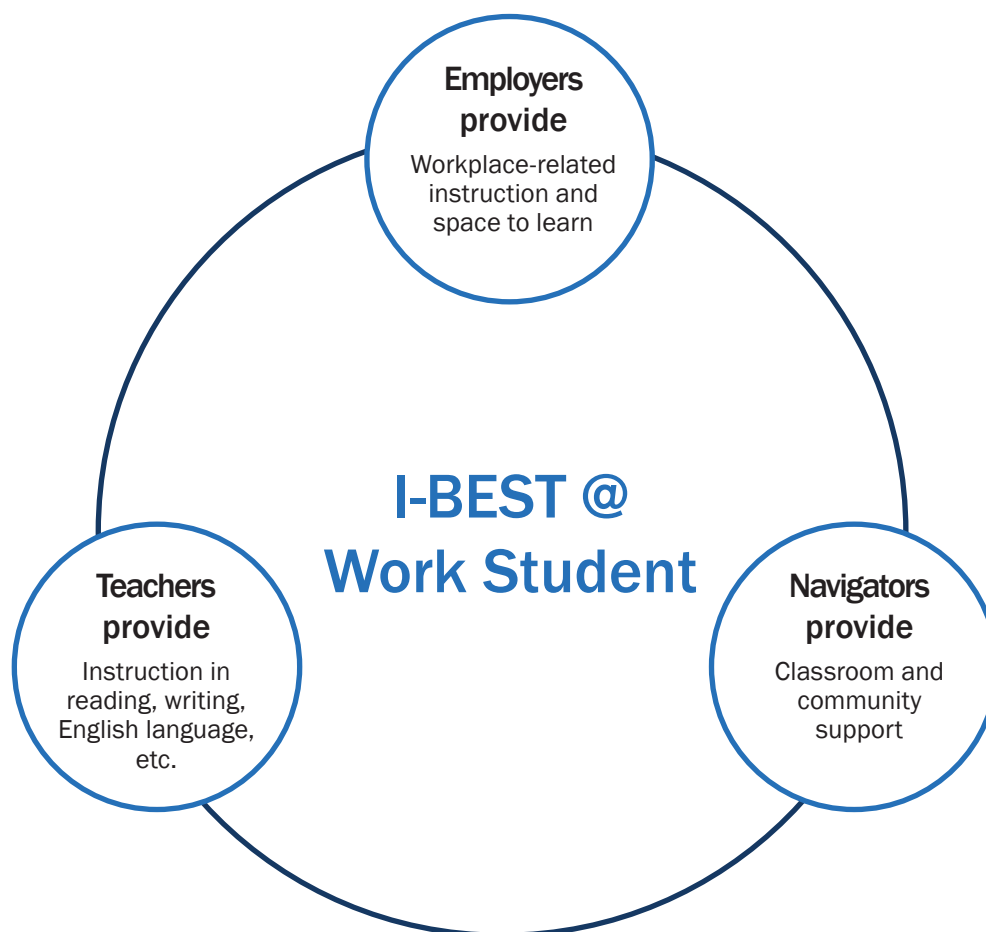 Employers
provide
Workplace-related
instruction and
space to learn
I-BEST @
Work Student
Teachers
provide
Instruction in
reading, writing,
English language,
etc.
Navigators
provide
Classroom and
community
support